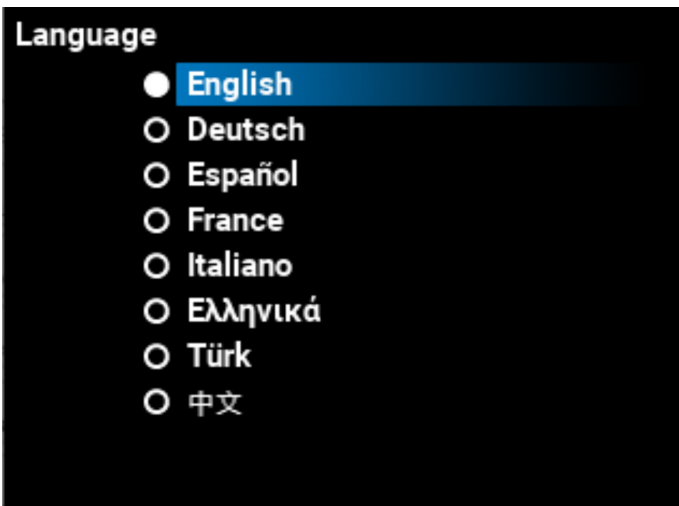 Language
English
Deutsch
Español
France
Italiano
Ελληνικά
Türk
中文